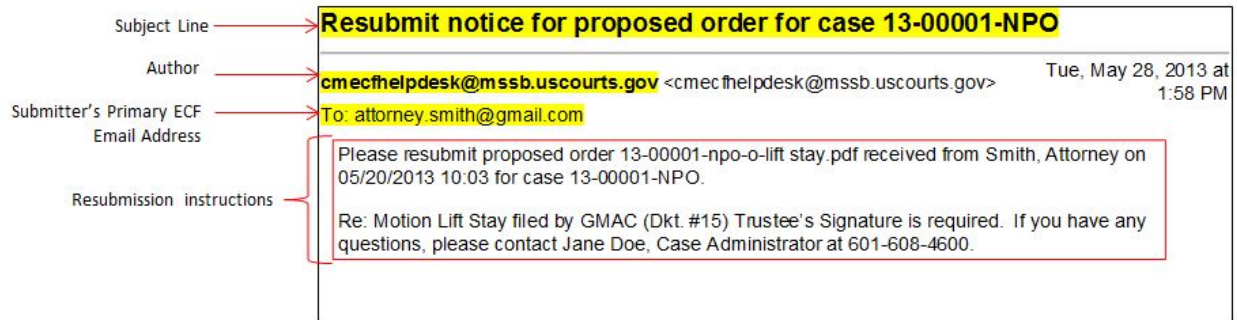 Subject Line
Resubmit notice for proposed order for case 13-00001-NPO
Author
cmecfhelpdesk@mssb.uscourts.gov <cmecfhelpdesk@mssb.uscourts.gov>
Tue, May 28, 2013 at
1:58 PM
Submitter's Primary ECF
Email Address
To: attorney.smith@gmail.com
Resubmission instructions
Please resubmit proposed order 13-00001-npo-o-lift stay.pdf received from Smith, Attorney on
05/20/2013 10:03 for case 13-00001-NPO.
Re: Motion Lift Stay filed by GMAC (Dkt. #15) Trustee's Signature is required.  If you have any
questions, please contact Jane Doe, Case Administrator at 601-608-4600.